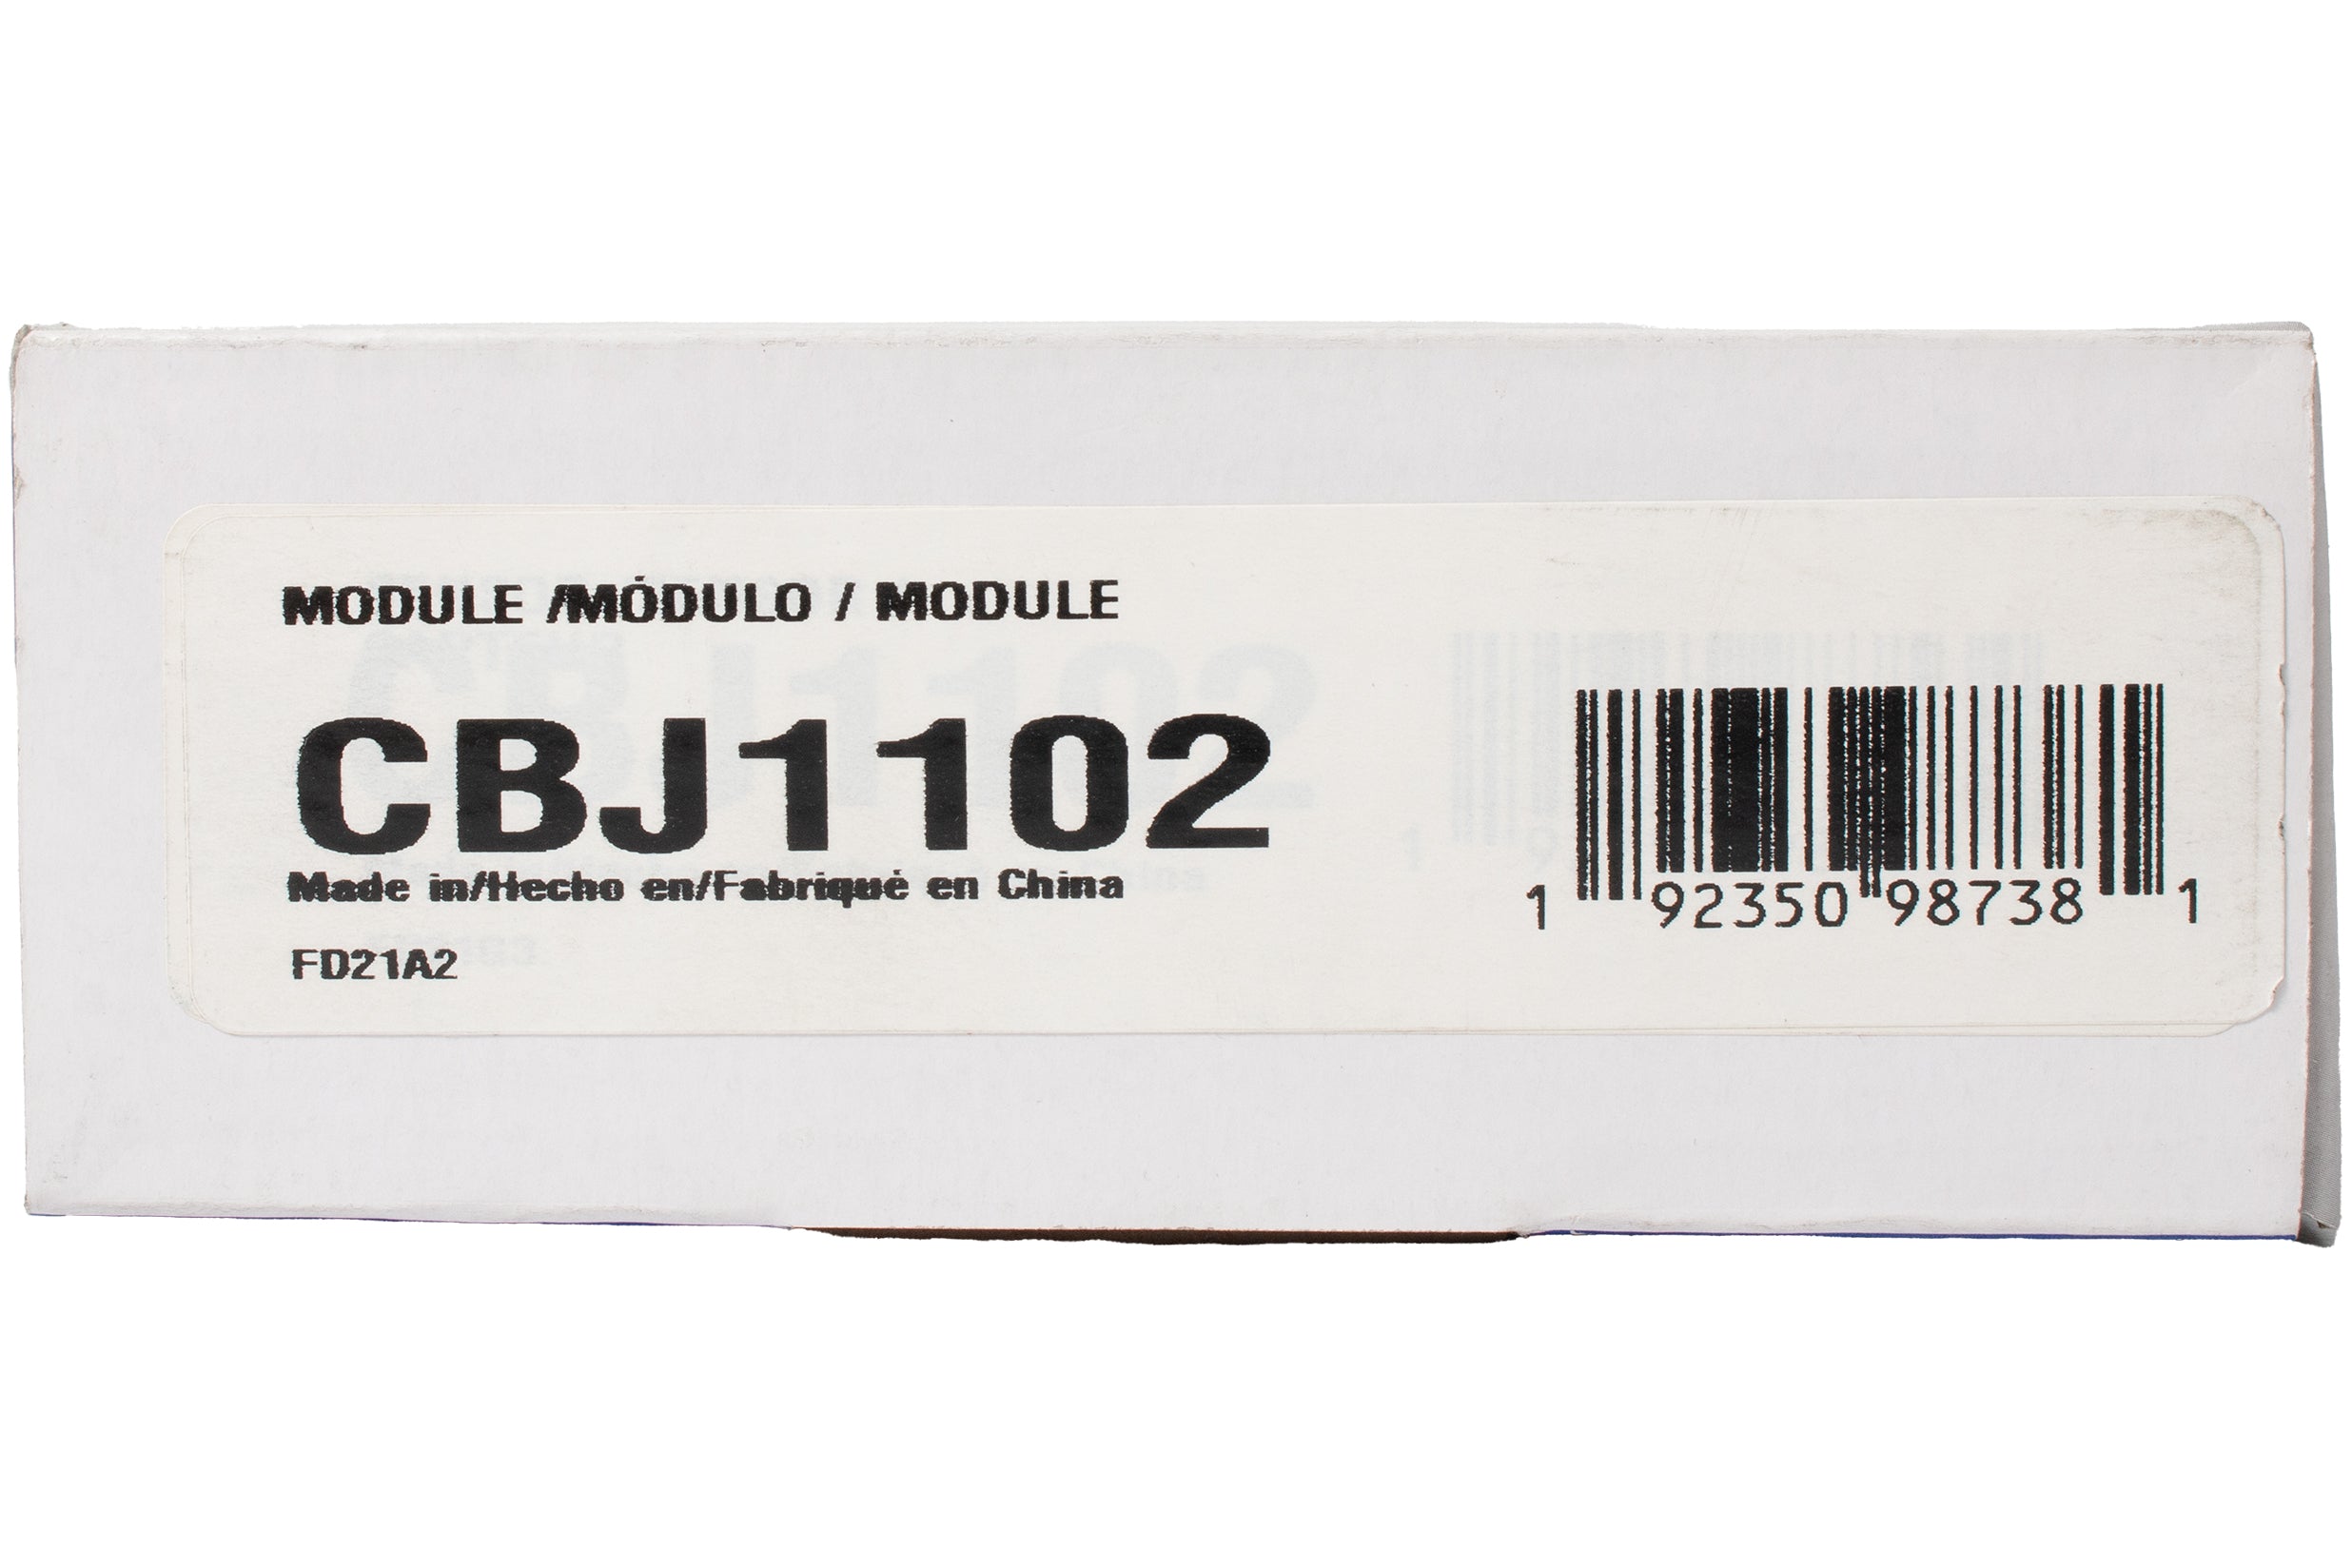 MODULE /MÓDULO / MODULE
CBJ1102
Made in/Hecho en/Fabriqué en China
FD21A2
1 92350 98738 1